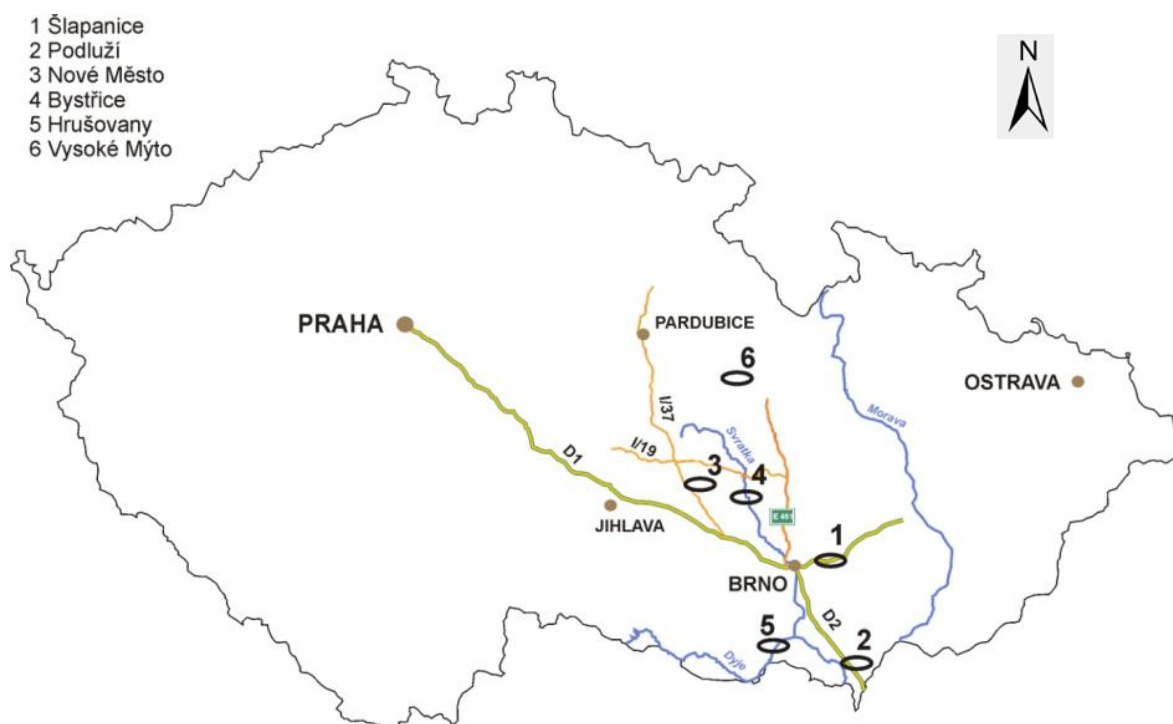 1 Šlapanice
2 Podluží
3 Nové Město
4 Bystřice
5 Hrušovany
6 Vysoké Mýto
N
PRAHA
PARDUBICE
6
OSTRAVA
I/37
Morava
Svratka
I/19
D1
3
4
JIHLAVA
E 461
1
BRNO
D2
5
2
Dyje